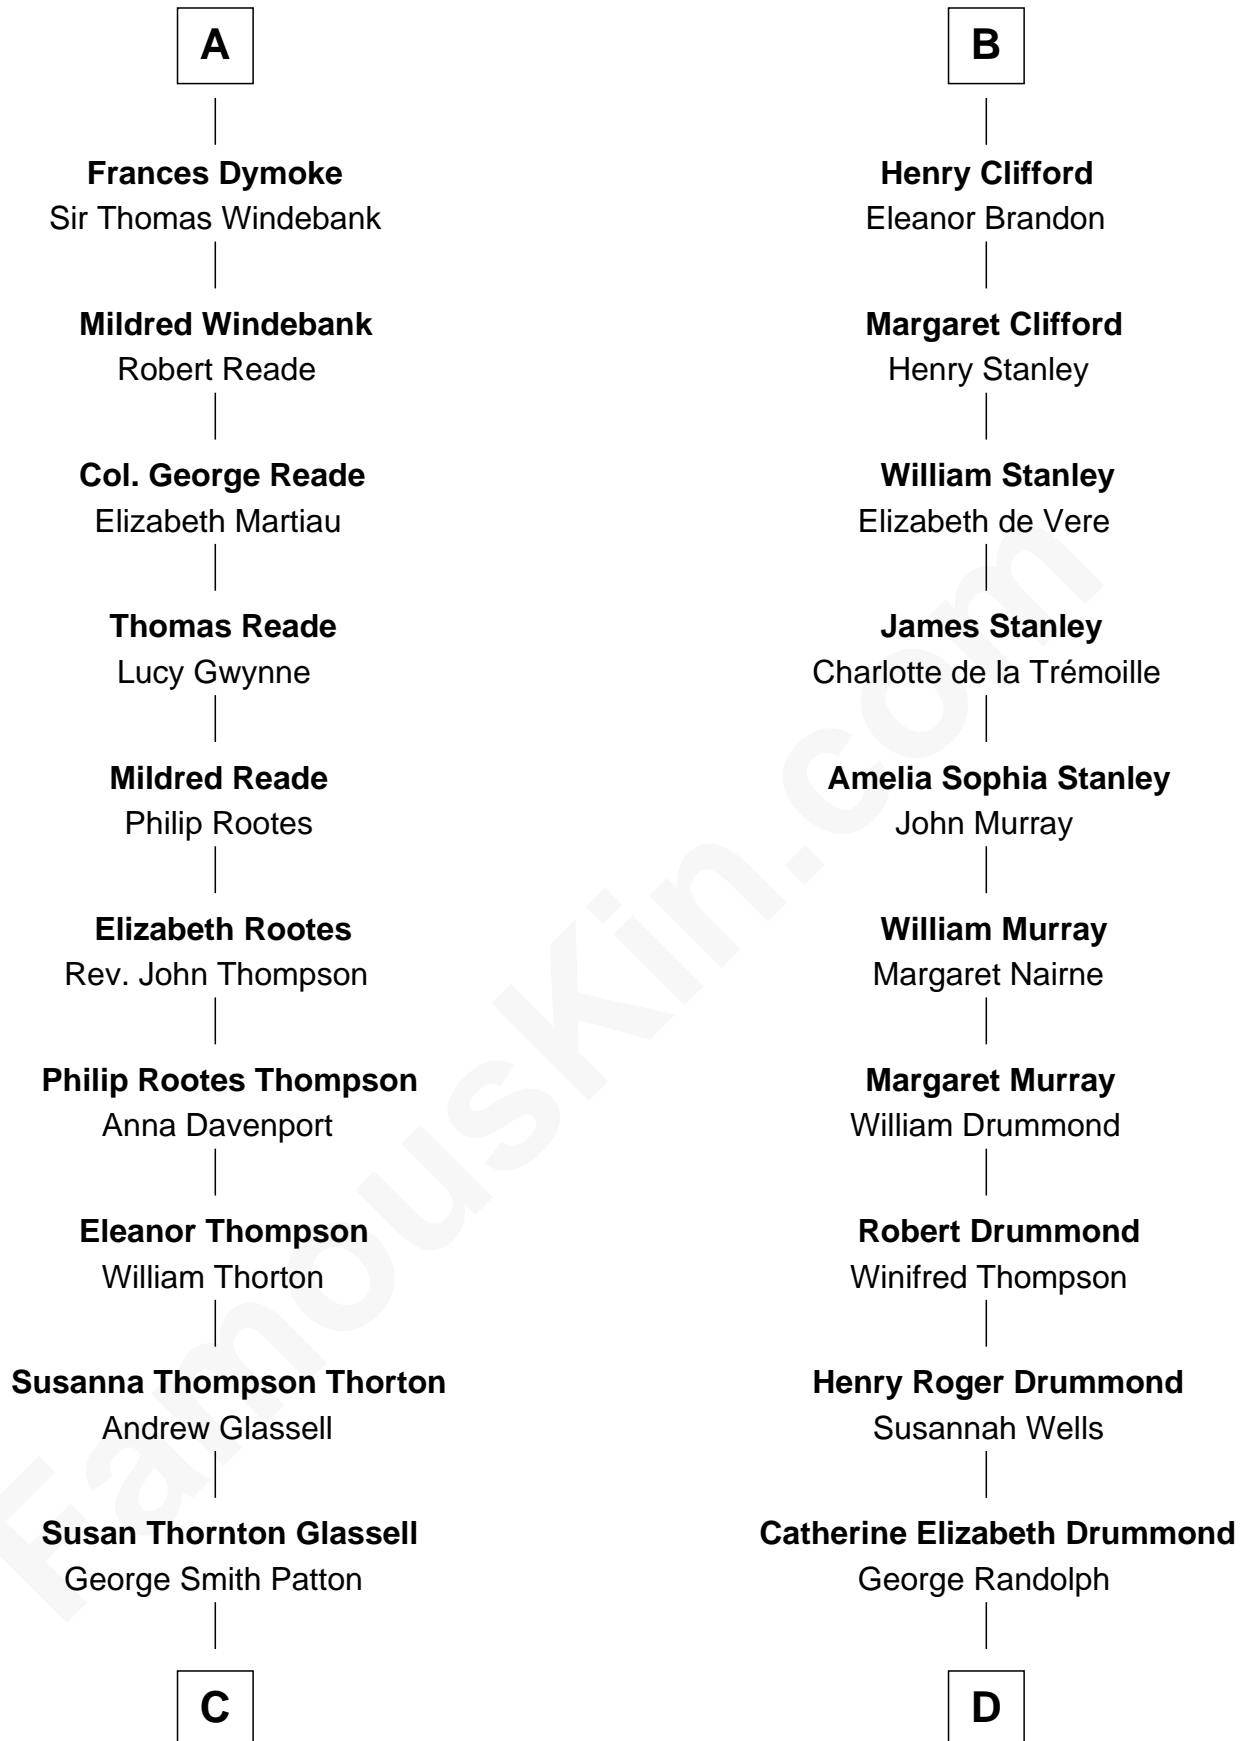 A
Frances Dymoke
Sir Thomas Windebank
Mildred Windebank
Robert Reade
Col. George Reade
Elizabeth Martiau
Thomas Reade
Lucy Gwynne
Mildred Reade
Philip Rootes
Elizabeth Rootes
Rev. John Thompson
Philip Rootes Thompson
Anna Davenport
Eleanor Thompson
William Thorton
Susanna Thompson Thorton
Andrew Glassell
Susan Thornton Glassell
George Smith Patton
C
B
Henry Clifford
Eleanor Brandon
Margaret Clifford
Henry Stanley
William Stanley
Elizabeth de Vere
James Stanley
Charlotte de la Trémoille
Amelia Sophia Stanley
John Murray
William Murray
Margaret Nairne
Margaret Murray
William Drummond
Robert Drummond
Winifred Thompson
Henry Roger Drummond
Susannah Wells
Catherine Elizabeth Drummond
George Randolph
D
FamousKin.com